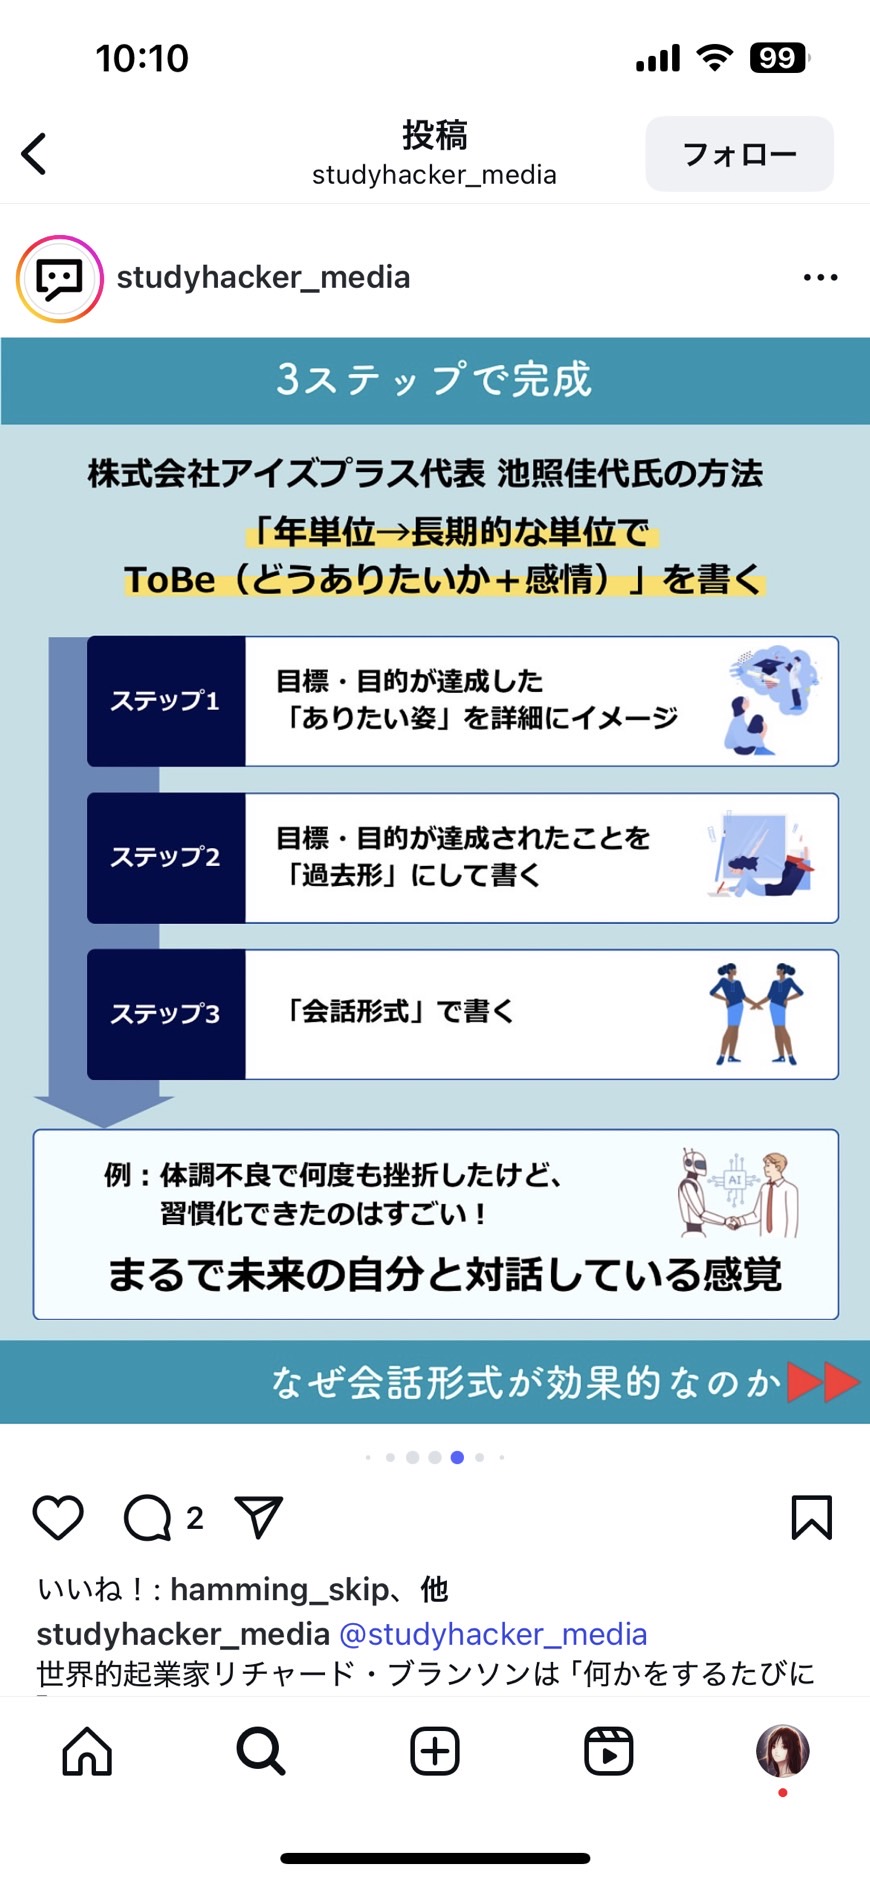 10:10
99
投稿
studyhacker_media
フォロー
studyhacker_media
3ステップで完成
株式会社アイズプラス代表 池照佳代氏の方法
「年単位→長期的な単位で
ToBe（どうありたいか＋感情）」を書く
ステップ1
目標・目的が達成した
「ありたい姿」を詳細にイメージ
ステップ2
目標・目的が達成されたことを
「過去形」にして書く
ステップ3
「会話形式」で書く
例：体調不良で何度も挫折したけど、
習慣化できたのはすごい！
AI
まるで未来の自分と対話している感覚
なぜ会話形式が効果的なのか
2
いいね！: hamming_skip、他
studyhacker_media @studyhacker_media
世界的起業家リチャード・ブランソンは「何かをするたびに